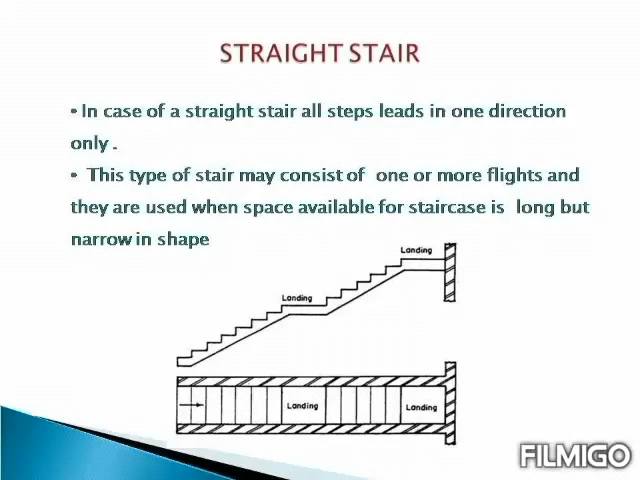 STRAIGHT STAIR
• In case of a straight stair all steps leads in one direction
only .
• This type of stair may consist of one or more flights and
they are used when space available for staircase is long but
narrow in shape
Landing
Landing
Landing
Landing
FILMIGO